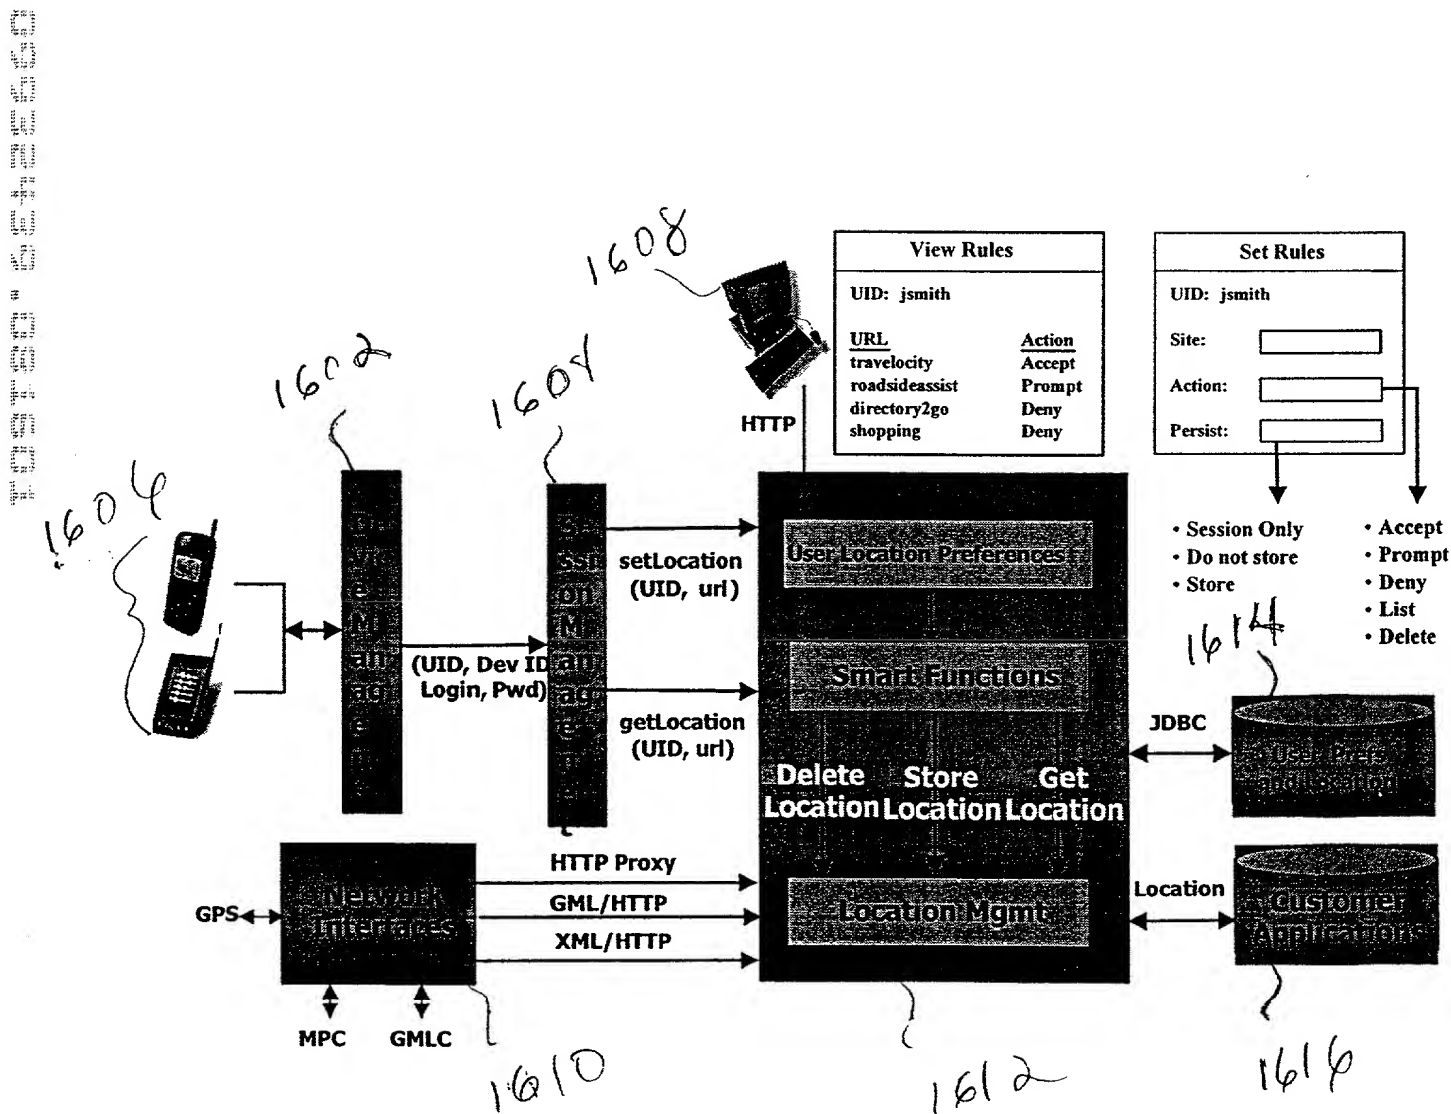 1608
View Rules
UID: jsmith
URL Action
travelocity Accept
roadsideassist Prompt
directory2go Deny
shopping Deny
Set Rules
UID: jsmith
Site:
Action:
Persist:
• Session Only
• Do not store
• Store
• Accept
• Prompt
• Deny
• List
• Delete
HTTP
1602
1604
1606
(UID, Dev ID
Login, Pwd)
setLocation
(UID, url)
getLocation
(UID, url)
User Location Preferences
Smart Functions
Delete
Location
Store
Location
Get
Location
Location Mgmt
1614
JDBC
User Prefs
and Location
Location
Customer
Applications
1616
HTTP Proxy
GML/HTTP
XML/HTTP
Network
Interfaces
GPS
MPC
GMLC
1610
1612